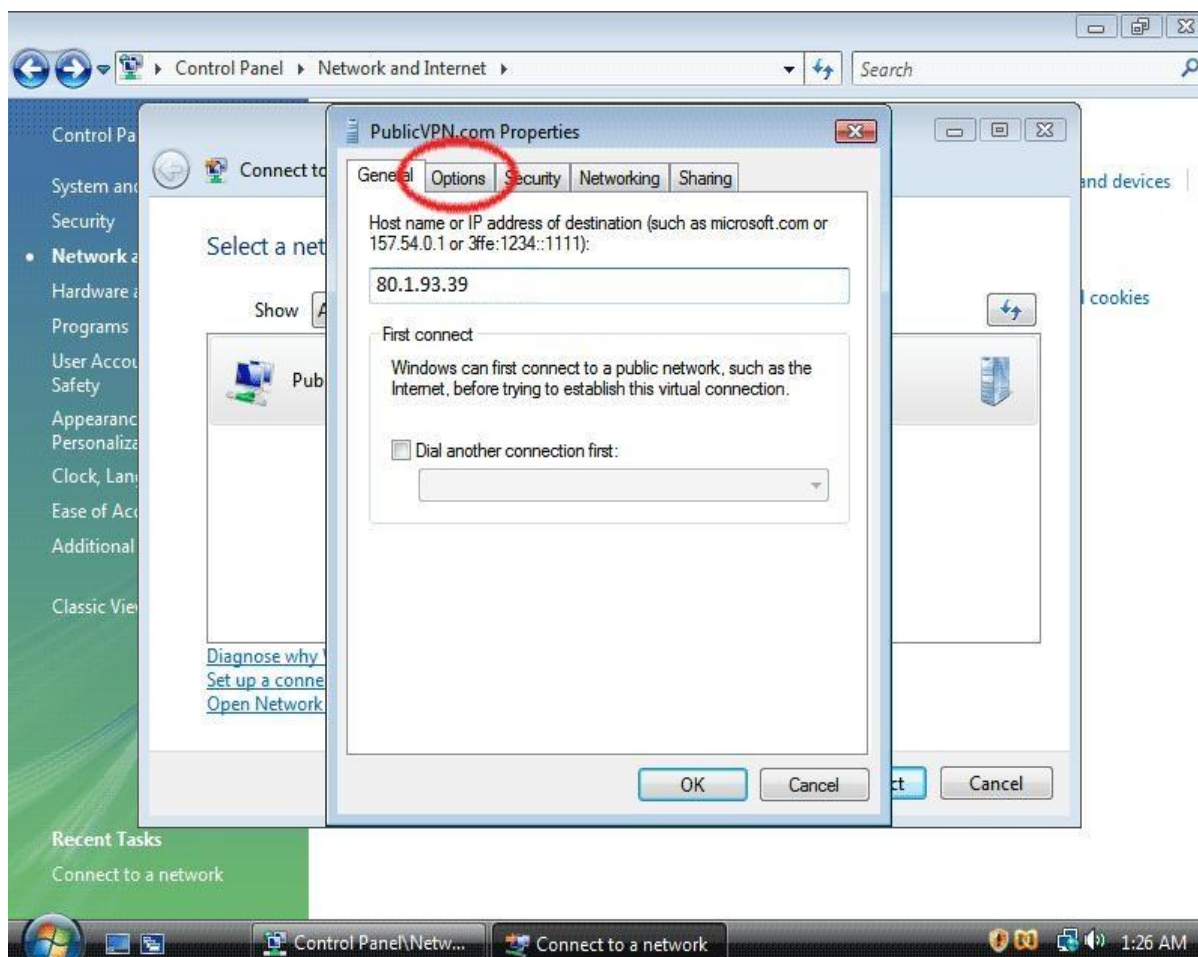 Control Panel Network and Internet
Search
Control Pa
System and
Security
Network a
Hardware a
Programs
User Accou
Safety
Appearanc
Personaliza
Clock, Lang
Ease of Acc
Additional
Classic View
Recent Tasks
Connect to a network
Connect to
Select a net
Show A
Pub
Diagnose why
Set up a conne
Open Network
PublicVPN.com Properties
General Options Security Networking Sharing
Host name or IP address of destination (such as microsoft.com or
157.54.0.1 or 3ffe:1234::1111):
80.1.93.39
First connect
Windows can first connect to a public network, such as the
Internet, before trying to establish this virtual connection.
Dial another connection first:
OK Cancel
ct Cancel
and devices
cookies
Control Panel\Netw... Connect to a network 1:26 AM